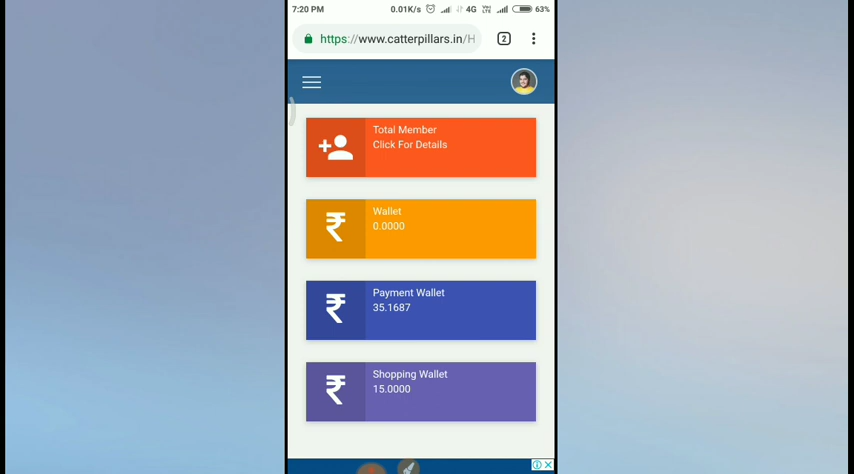 7:20 PM
0.01K/s 4G VoLTE 63%
https://www.catterpillars.in/H
2
Total Member
Click For Details
Wallet
0.0000
Payment Wallet
35.1687
Shopping Wallet
15.0000